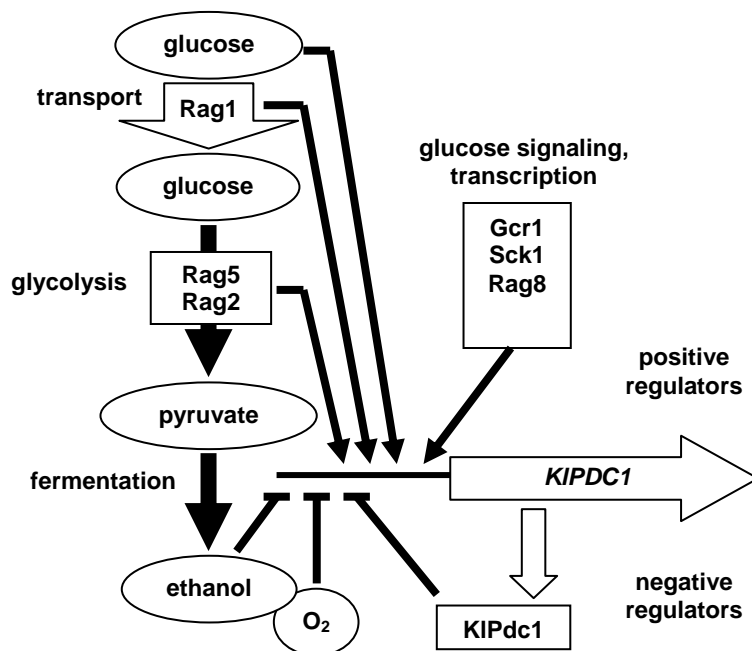 glucose
transport
Rag1
glucose
glucose signaling,
transcription
Gcr1
Sck1
Rag8
glycolysis
Rag5
Rag2
positive
regulators
pyruvate
fermentation
KlPDC1
ethanol
O₂
KlPdc1
negative
regulators